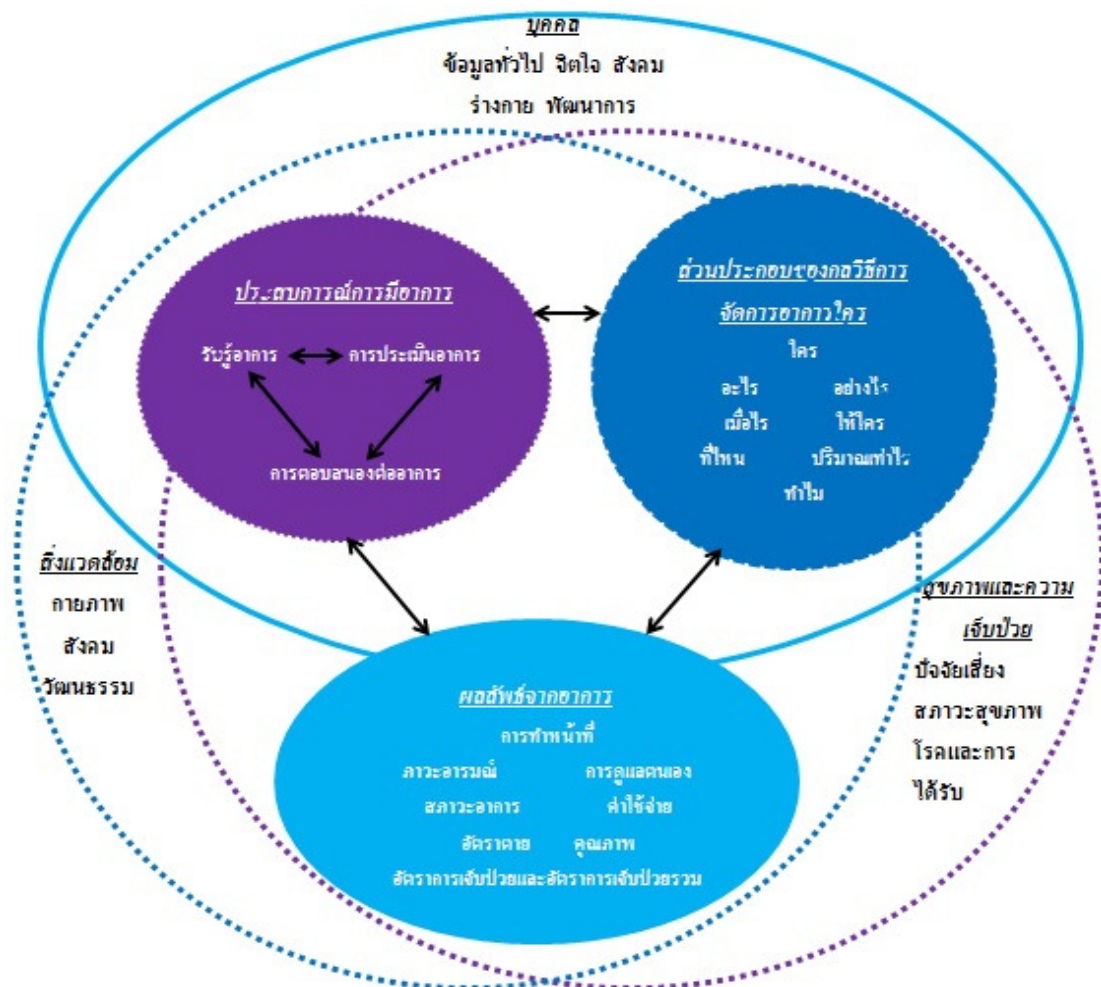 บุคคล
ข้อมูลทั่วไป จิตใจ สังคม
ร่างกาย พัฒนาการ
ประสบการณ์การมีอาการ
รับรู้อาการ การประเมินอาการ
การตอบสนองต่ออาการ
ส่วนประกอบของกลวิธีการ
จัดการอาการใคร
ใคร
อะไร อย่างไร
เมื่อไร ให้ใคร
ที่ไหน ปริมาณเท่าไร
ทำไม
สิ่งแวดล้อม
กายภาพ
สังคม
วัฒนธรรม
สุขภาพและความ
เจ็บป่วย
ปัจจัยเสี่ยง
สภาวะสุขภาพ
โรคและการ
ได้รับ
ผลลัพธ์จากอาการ
การทำหน้าที่
ภาวะอารมณ์ การดูแลตนเอง
สภาวะอาการ ค่าใช้จ่าย
อัตราตาย คุณภาพ
อัตราการเจ็บป่วยและอัตราการเจ็บป่วยรวม